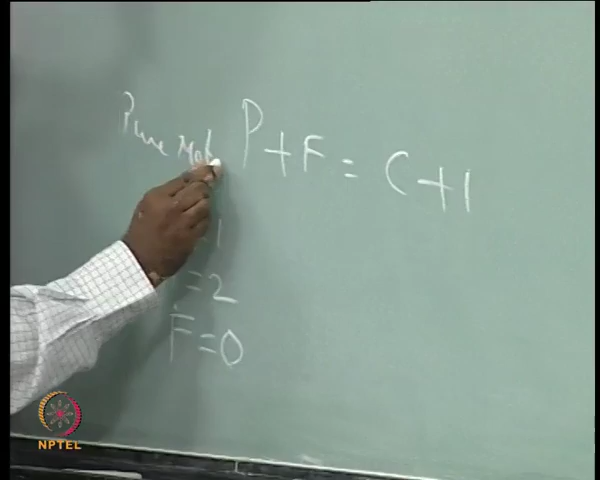 Pure Met P + F = C + 1
1
= 2
F = 0
NPTEL